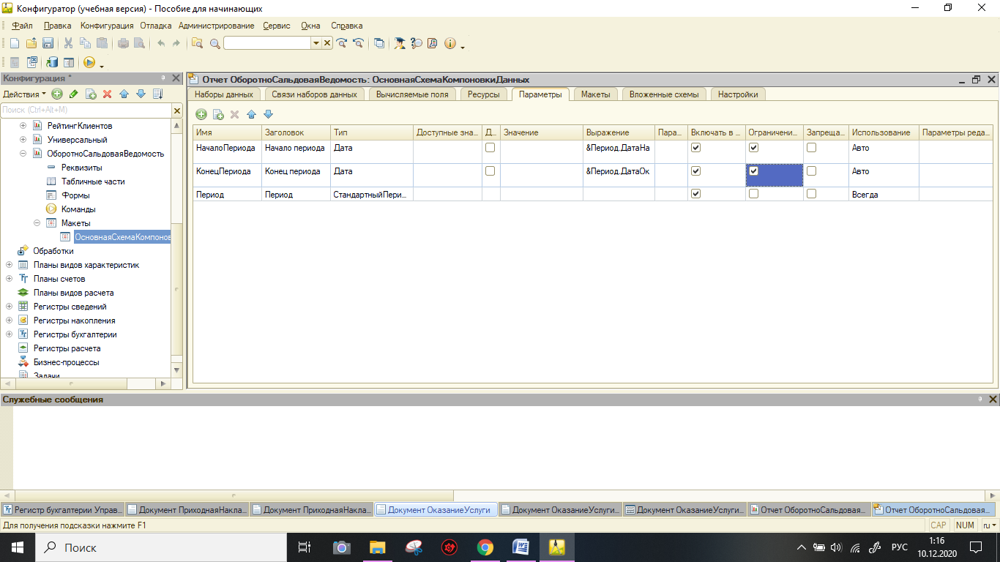 Конфигуратор (учебная версия) - Пособие для начинающих
Файл Правка Конфигурация Отладка Администрирование Сервис Окна Справка
Конфигурация *
Действия
Поиск (Ctrl+Alt+M)
РейтингКлиентов
Универсальный
ОборотноСальдоваяВедомость
Реквизиты
Табличные части
Формы
Команды
Макеты
ОсновнаяСхемаКомпонов
Обработки
Планы видов характеристик
Планы счетов
Планы видов расчета
Регистры сведений
Регистры накопления
Регистры бухгалтерии
Регистры расчета
Бизнес-процессы
Задачи
Отчет ОборотноСальдоваяВедомость: ОсновнаяСхемаКомпоновкиДанных
Наборы данных Связи наборов данных Вычисляемые поля Ресурсы Параметры Макеты Вложенные схемы Настройки
Имя Заголовок Тип Доступные зна... Д... Значение Выражение Пара... Включать в ... Ограничени... Запреща... Использование Параметры реда...
НачалоПериода Начало периода Дата &Период.ДатаНа Авто
КонецПериода Конец периода Дата &Период.ДатаОк Авто
Период Период СтандартныйПери... Всегда
Служебные сообщения
Регистр бухгалтерии Управ... Документ ПриходнаяНакла... Документ ПриходнаяНакла... Документ ОказаниеУслуги Документ ОказаниеУслуги... Документ ОказаниеУслуги... Отчет ОборотноСальдовая... Отчет ОборотноСальдовая...
Для получения подсказки нажмите F1 CAP NUM ru
Поиск
РУС
1:16
10.12.2020